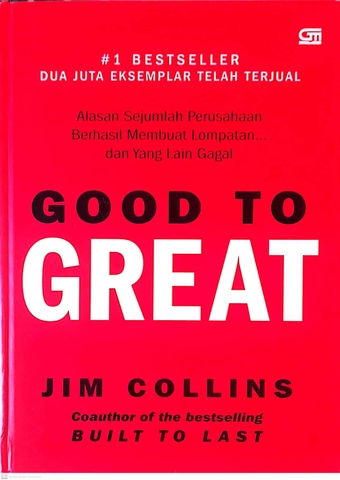 #1 BESTSELLER
DUA JUTA EKSEMPLAR TELAH TERJUAL
Alasan Sejumlah Perusahaan
Berhasil Membuat Lompatan...
dan Yang Lain Gagal
GOOD TO
GREAT
JIM COLLINS
Coauthor of the bestselling
BUILT TO LAST